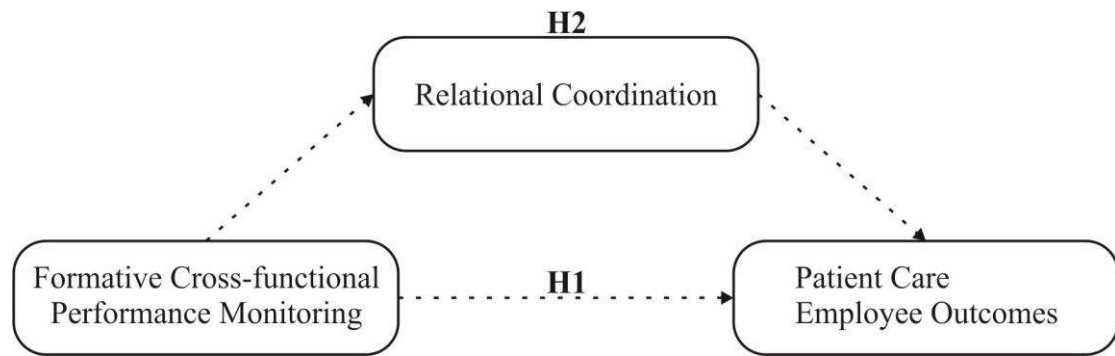 H2
Relational Coordination
Formative Cross-functional
Performance Monitoring
H1
Patient Care
Employee Outcomes